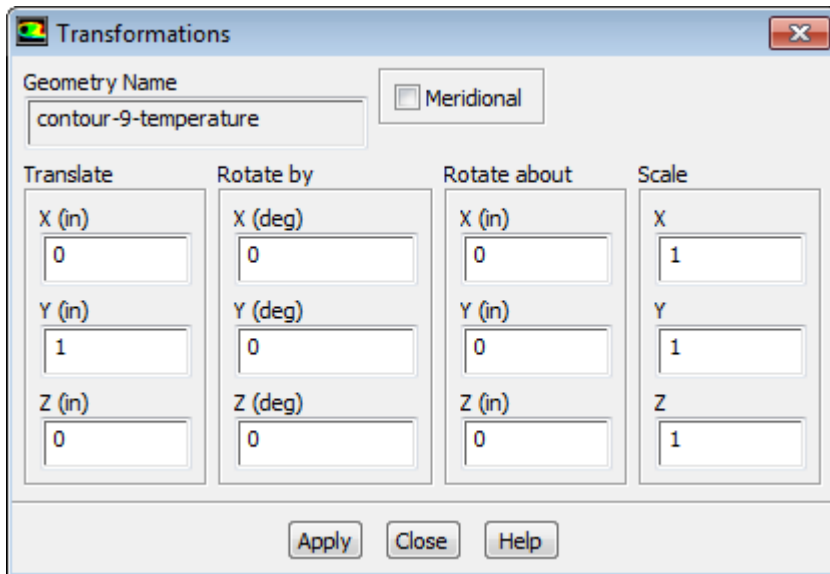 Transformations
Geometry Name
Meridional
contour-9-temperature
Translate Rotate by Rotate about Scale
X (in) X (deg) X (in) X
0 0 0 1
Y (in) Y (deg) Y (in) Y
1 0 0 1
Z (in) Z (deg) Z (in) Z
0 0 0 1
Apply Close Help